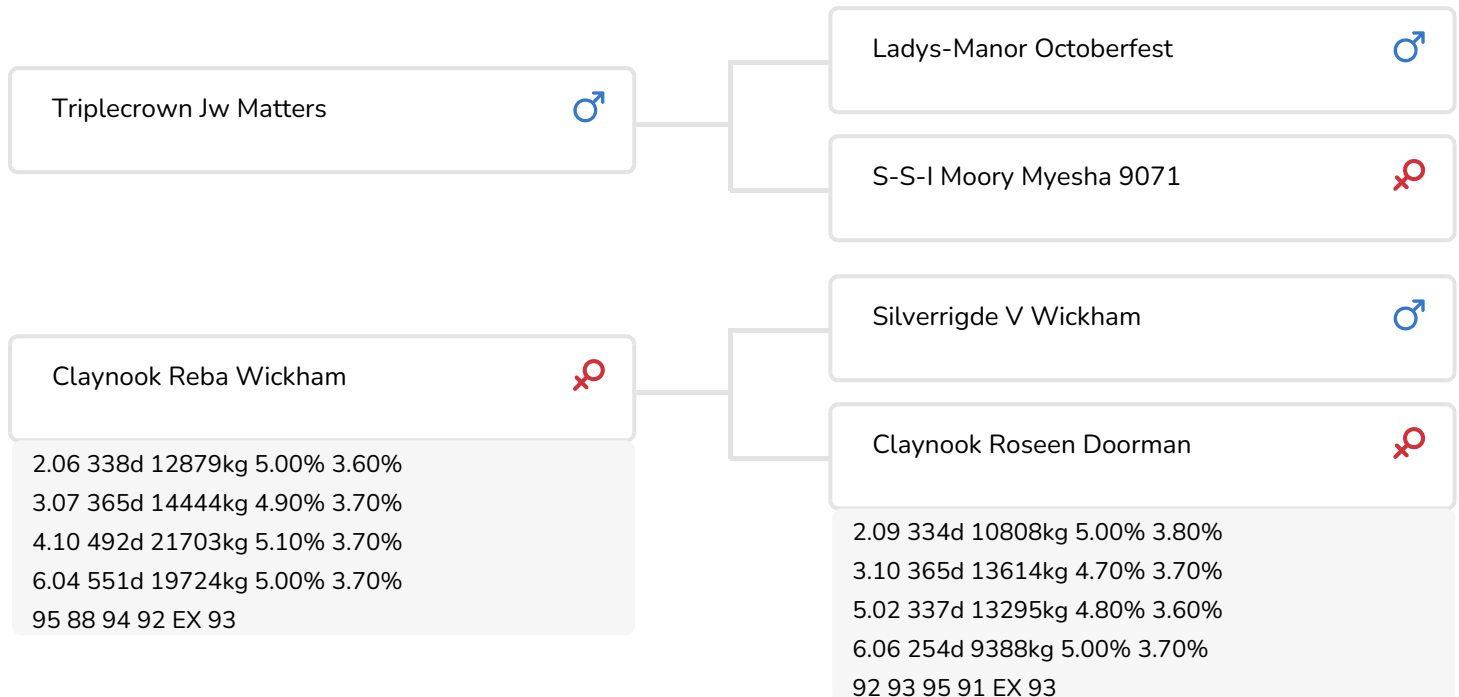 Ladys-Manor Octoberfest
Triplecrown Jw Matters
S-S-I Moory Myesha 9071
Silverrigde V Wickham
Claynook Reba Wickham
2.06 338d 12879kg 5.00% 3.60%
3.07 365d 14444kg 4.90% 3.70%
4.10 492d 21703kg 5.10% 3.70%
6.04 551d 19724kg 5.00% 3.70%
95 88 94 92 EX 93
Claynook Roseen Doorman
2.09 334d 10808kg 5.00% 3.80%
3.10 365d 13614kg 4.70% 3.70%
5.02 337d 13295kg 4.80% 3.60%
6.06 254d 9388kg 5.00% 3.70%
92 93 95 91 EX 93